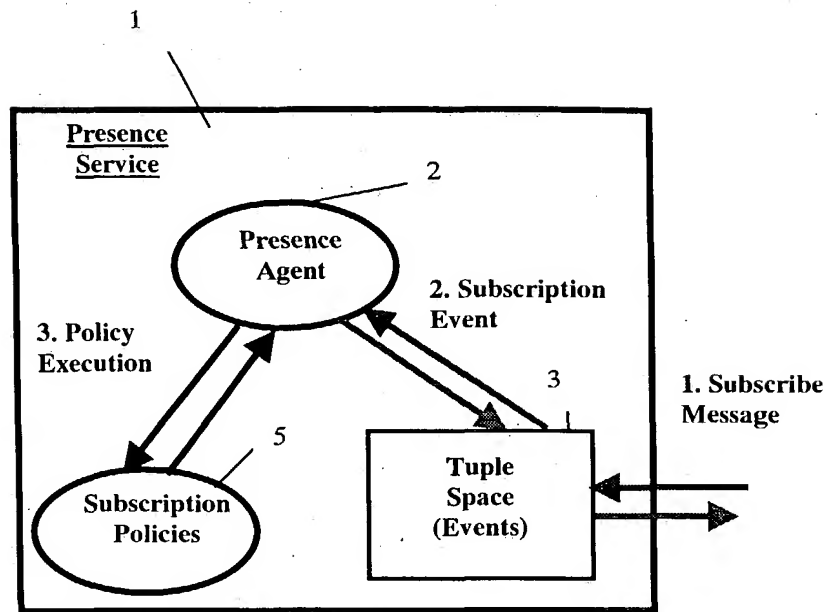 1
Presence
Service
2
Presence
Agent
2. Subscription
Event
3. Policy
Execution
3
1. Subscribe
Message
5
Tuple
Space
(Events)
Subscription
Policies